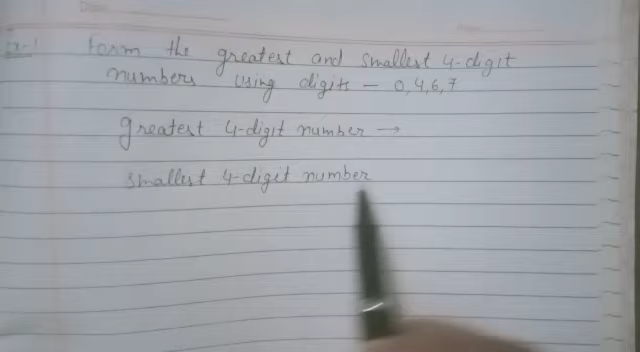 Ex-1 Form the greatest and smallest 4-digit
numbers using digits - 0,4,6,7
greatest 4-digit number →
smallest 4-digit number